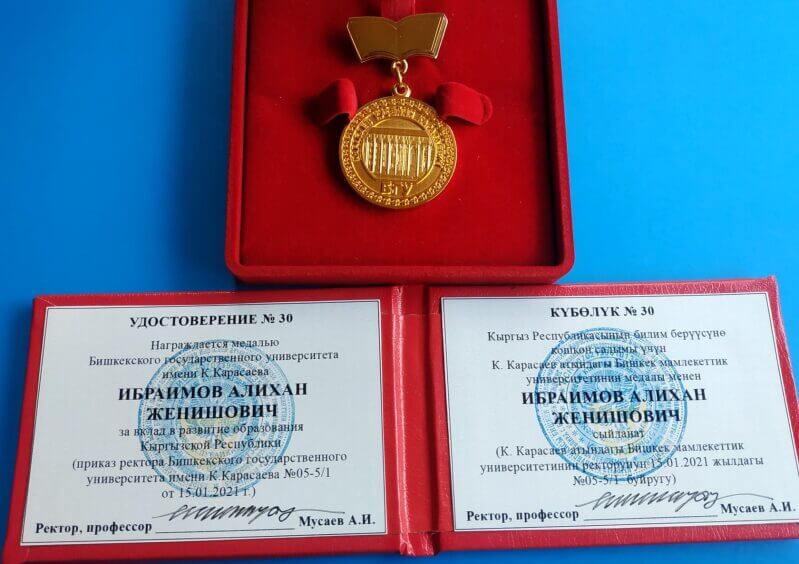 БГУ
УДОСТОВЕРЕНИЕ № 30
Награждается медалью
Бишкекского государственного университета
имени К.Карасаева
ИБРАИМОВ АЛИХАН
ЖЕНИШОВИЧ
за вклад в развитие образования
Кыргызской Республики
(приказ ректора Бишкекского государственного
университета имени К.Карасаева №05-5/1
от 15.01.2021 г.)
Ректор, профессор Мусаев А.И.
КҮБӨЛҮК № 30
Кыргыз Республикасынын билим берүүсүнө
кошкон салымы үчүн
К. Карасаев атындагы Бишкек мамлекеттик
университетинин медалы менен
ИБРАИМОВ АЛИХАН
ЖЕНИШОВИЧ
сыйланат
(К. Карасаев атындагы Бишкек мамлекеттик
университетинин ректорунун 15.01.2021 жылдагы
№05-5/1 буйругу)
Ректор, профессор Мусаев А.И.